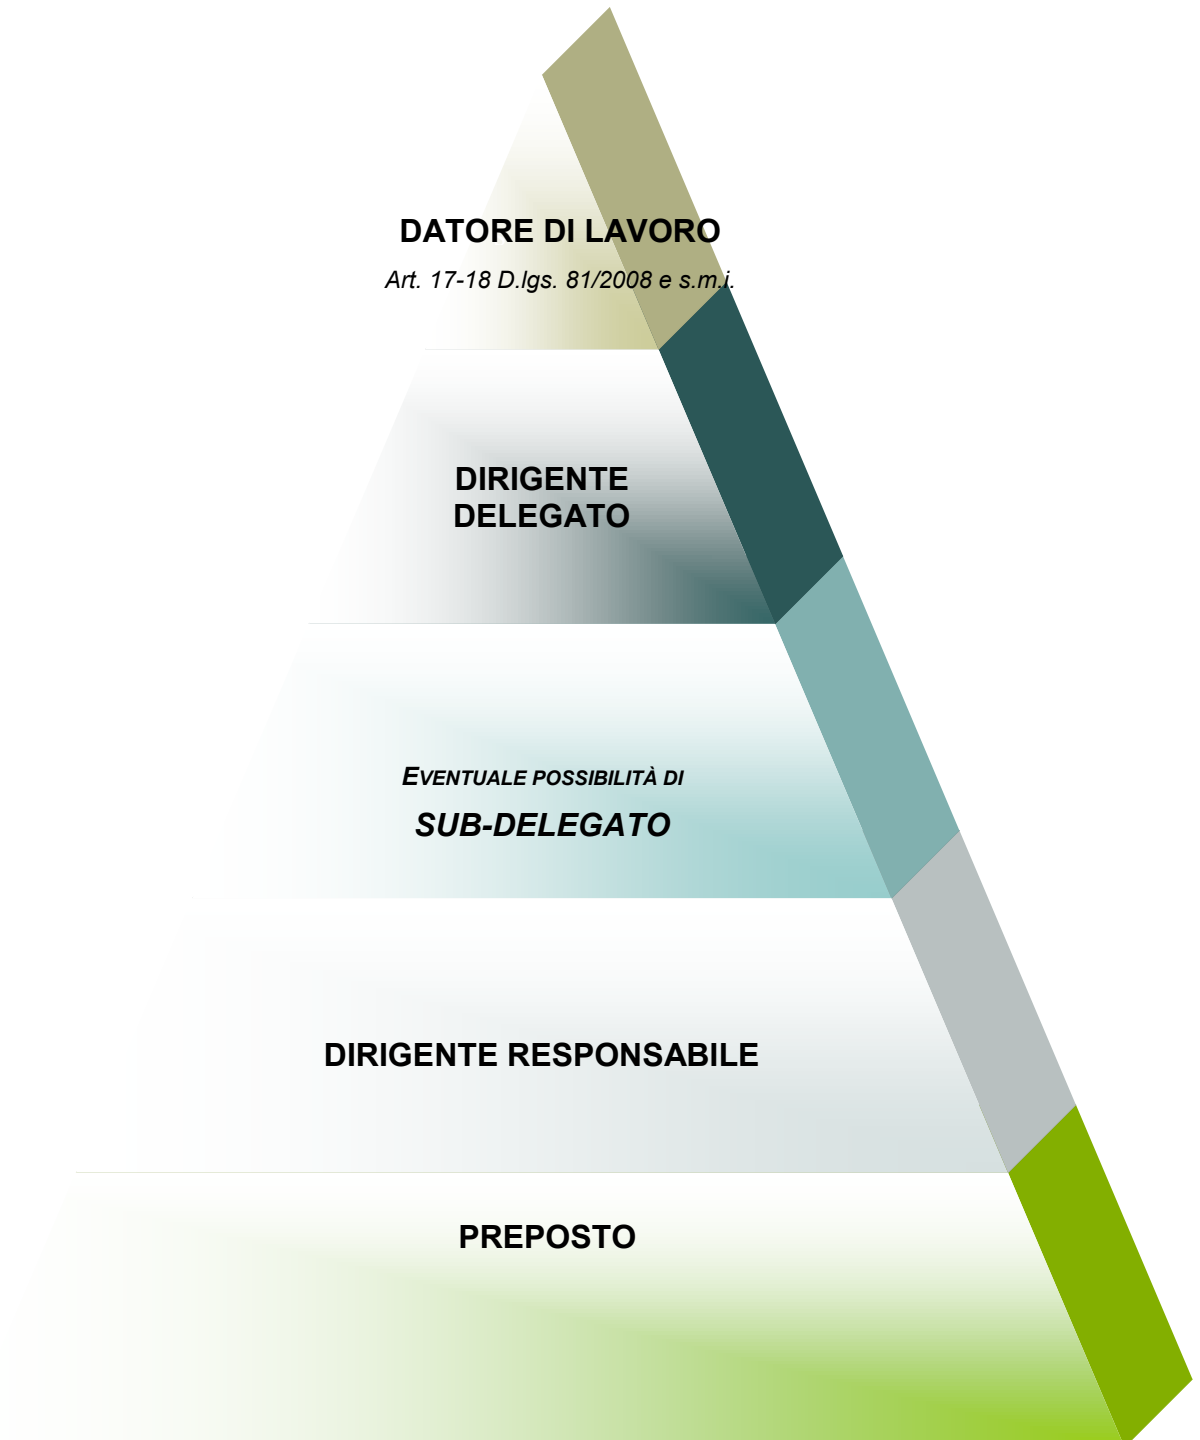 DATORE DI LAVORO
Art. 17-18 D.lgs. 81/2008 e s.m.i.
DIRIGENTE
DELEGATO
EVENTUALE POSSIBILITÀ DI
SUB-DELEGATO
DIRIGENTE RESPONSABILE
PREPOSTO